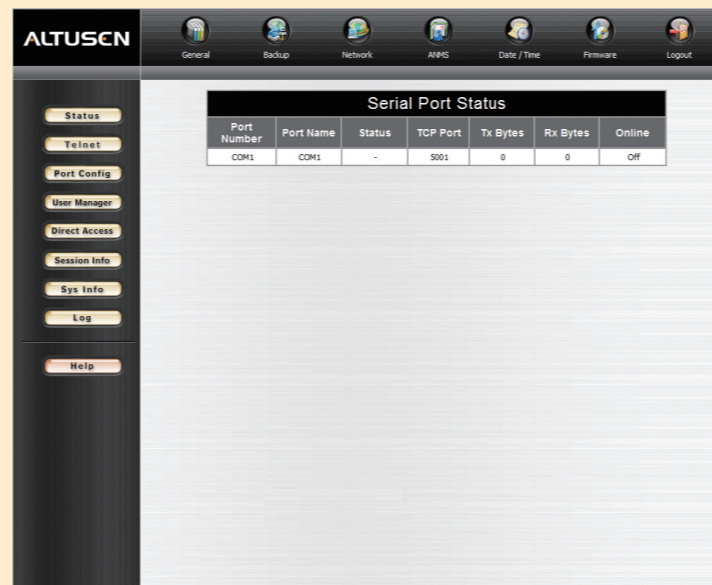 ALTUSEN
General Backup Network ANMS Date / Time Firmware Logout
Status
Telnet
Port Config
User Manager
Direct Access
Session Info
Sys Info
Log
Help
Serial Port Status
Port Number Port Name Status TCP Port Tx Bytes Rx Bytes Online
COM1 COM1 - 5001 0 0 Off